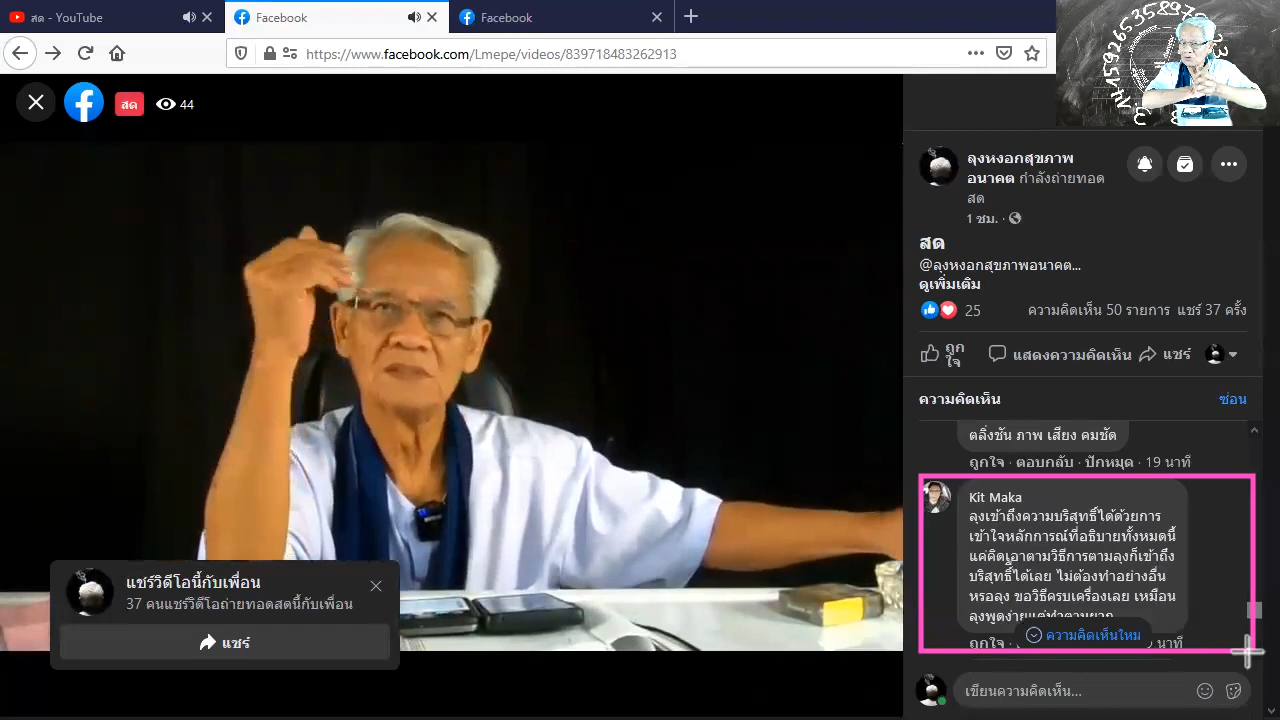 สด - YouTube
Facebook
Facebook
https://www.facebook.com/Lmepe/videos/839718483262913
สด
44
ลุงหงอกสุขภาพ
อนาคต กำลังถ่ายทอด
สด
1 ชม. ·
สด
@ลุงหงอกสุขภาพอนาคต...
ดูเพิ่มเติม
25
ความคิดเห็น 50 รายการ แชร์ 37 ครั้ง
ถูก
ใจ
แสดงความคิดเห็น
แชร์
ความคิดเห็น
ซ่อน
ตลิ่งชัน ภาพ เสียง คมชัด
ถูกใจ · ตอบกลับ · ปักหมุด · 19 นาที
Kit Maka
ลุงเข้าถึงความบริสุทธิ์ได้ด้วยการ
เข้าใจหลักการณ์ที่อธิบายทั้งหมดนี้
แค่คิดเอาตามวิธีการตามลุงก็เข้าถึง
บริสุทธิ์ได้เลย ไม่ต้องทำอย่างอื่น
หรอลุง ขอวิธีครบเครื่องเลย เหมือน
ลุงพูดง่ายแต่ทำตามยาก
ความคิดเห็นใหม่
ถูกใจ ·
นาที
เขียนความคิดเห็น...
แชร์วิดีโอนี้กับเพื่อน
37 คนแชร์วิดีโอถ่ายทอดสดนี้กับเพื่อน
แชร์